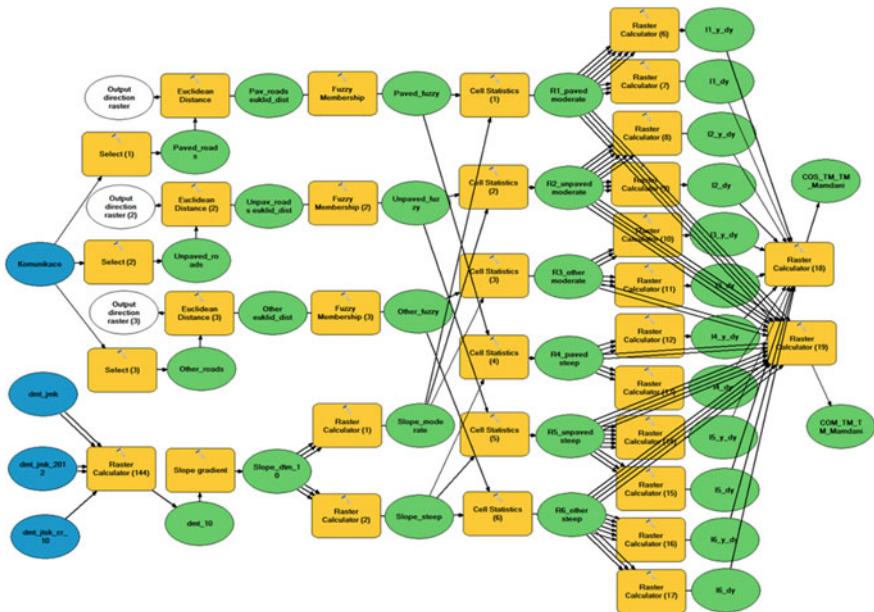 Raster
Calculator (6)
I1_y_dy
Output
direction
raster
Euclidean
Distance
Pav_roads
euklid_dist
Fuzzy
Membership
Paved_fuzzy
Cell Statistics
(1)
R1_paved
moderate
Raster
Calculator (7)
I1_dy
Select (1)
Paved_road
s
Raster
Calculator (8)
I2_y_dy
Output
direction
raster (2)
Euclidean
Distance (2)
Unpav_road
s euclid_dist
Fuzzy
Membership (2)
Unpaved_fuz
zy
Cell Statistics
(2)
R2_unpaved
moderate
Raster
I2_dy
COS_TM_TM
_Mamdani
Komunikace
Select (2)
Unpaved_ro
ads
Cell Statistics
(3)
R3_other
moderate
Raster
Calculator (10)
I3_y_dy
Raster
Calculator (18)
Output
direction
raster (3)
Euclidean
Distance (3)
Other
euklid_dist
Fuzzy
Membership (3)
Other_fuzzy
Raster
Calculator (11)
Select (3)
Other_roads
Cell Statistics
(4)
R4_paved
steep
Raster
Calculator (12)
I4_y_dy
Raster
Calculator (19)
dmt_jmk
Raster
Calculator (1)
Slope_mode
rate
Raster
I4_dy
dmt_jmk_201
2
Raster
Calculator (144)
Slope gradient
Slope_dtm_1
0
Cell Statistics
(5)
R5_unpaved
steep
Raster
I5_y_dy
COM_TM_T
M_Mamdani
dmt_10
Raster
Calculator (2)
Slope_steep
Cell Statistics
(6)
R6_other
steep
Raster
Calculator (15)
I5_dy
10
Raster
Calculator (16)
I6_y_dy
Raster
Calculator (17)
I6_dy